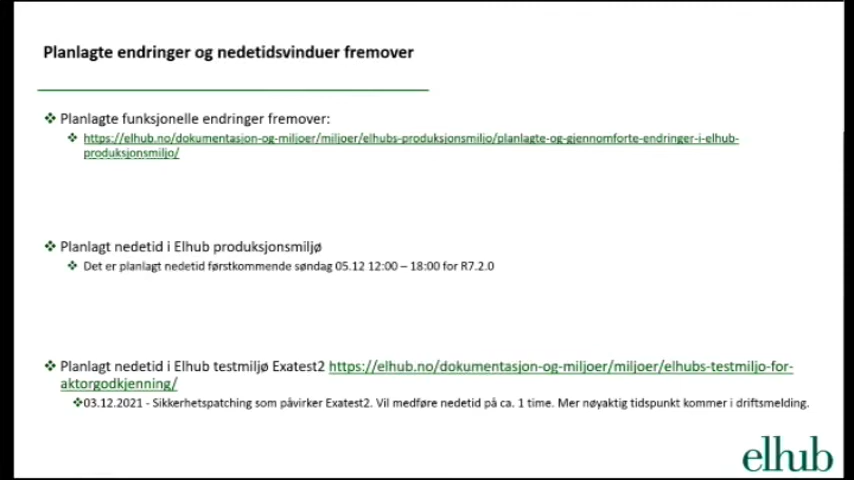 Planlagte endringer og nedetidsvinduer fremover
Planlagte funksjonelle endringer fremover:
https://elhub.no/dokumentasjon-og-miljoer/miljoer/elhubs-produksjonsmiljo/planlagte-og-gjennomforte-endringer-i-elhub-
produksjonsmiljo/
Planlagt nedetid i Elhub produksjonsmiljø
Det er planlagt nedetid førstkommende søndag 05.12 12:00 – 18:00 for R7.2.0
Planlagt nedetid i Elhub testmiljø Exatest2 https://elhub.no/dokumentasjon-og-miljoer/miljoer/elhubs-testmiljo-for-
aktorgodkjenning/
03.12.2021 - Sikkerhetspatching som påvirker Exatest2. Vil medføre nedetid på ca. 1 time. Mer nøyaktig tidspunkt kommer i driftsmelding.
elhub